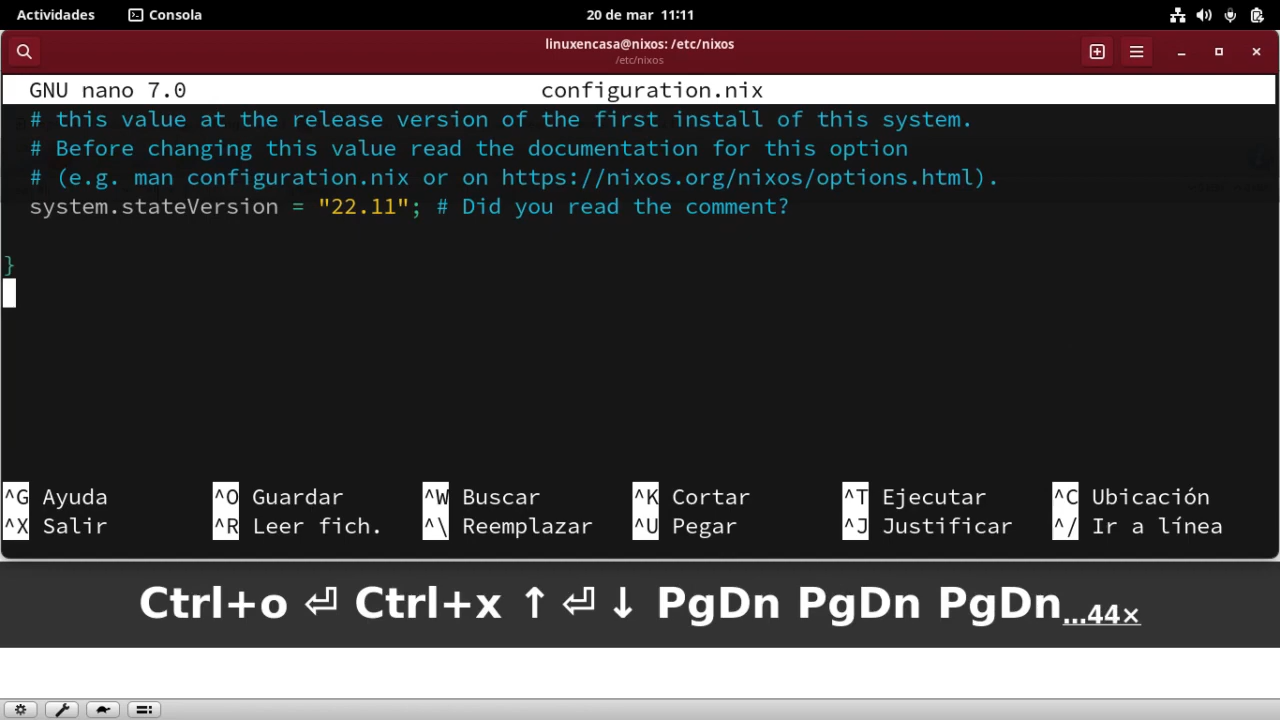 Actividades Consola 20 de mar 11:11
linuxencasa@nixos: /etc/nixos
/etc/nixos
GNU nano 7.0 configuration.nix
# this value at the release version of the first install of this system.
# Before changing this value read the documentation for this option
# (e.g. man configuration.nix or on https://nixos.org/nixos/options.html).
system.stateVersion = "22.11"; # Did you read the comment?
}
^G Ayuda ^O Guardar ^W Buscar ^K Cortar ^T Ejecutar ^C Ubicación
^X Salir ^R Leer fich. ^\ Reemplazar ^U Pegar ^J Justificar ^/ Ir a línea
Ctrl+o ⏎ Ctrl+x ↑ ⏎ ↓ PgDn PgDn PgDn...44×